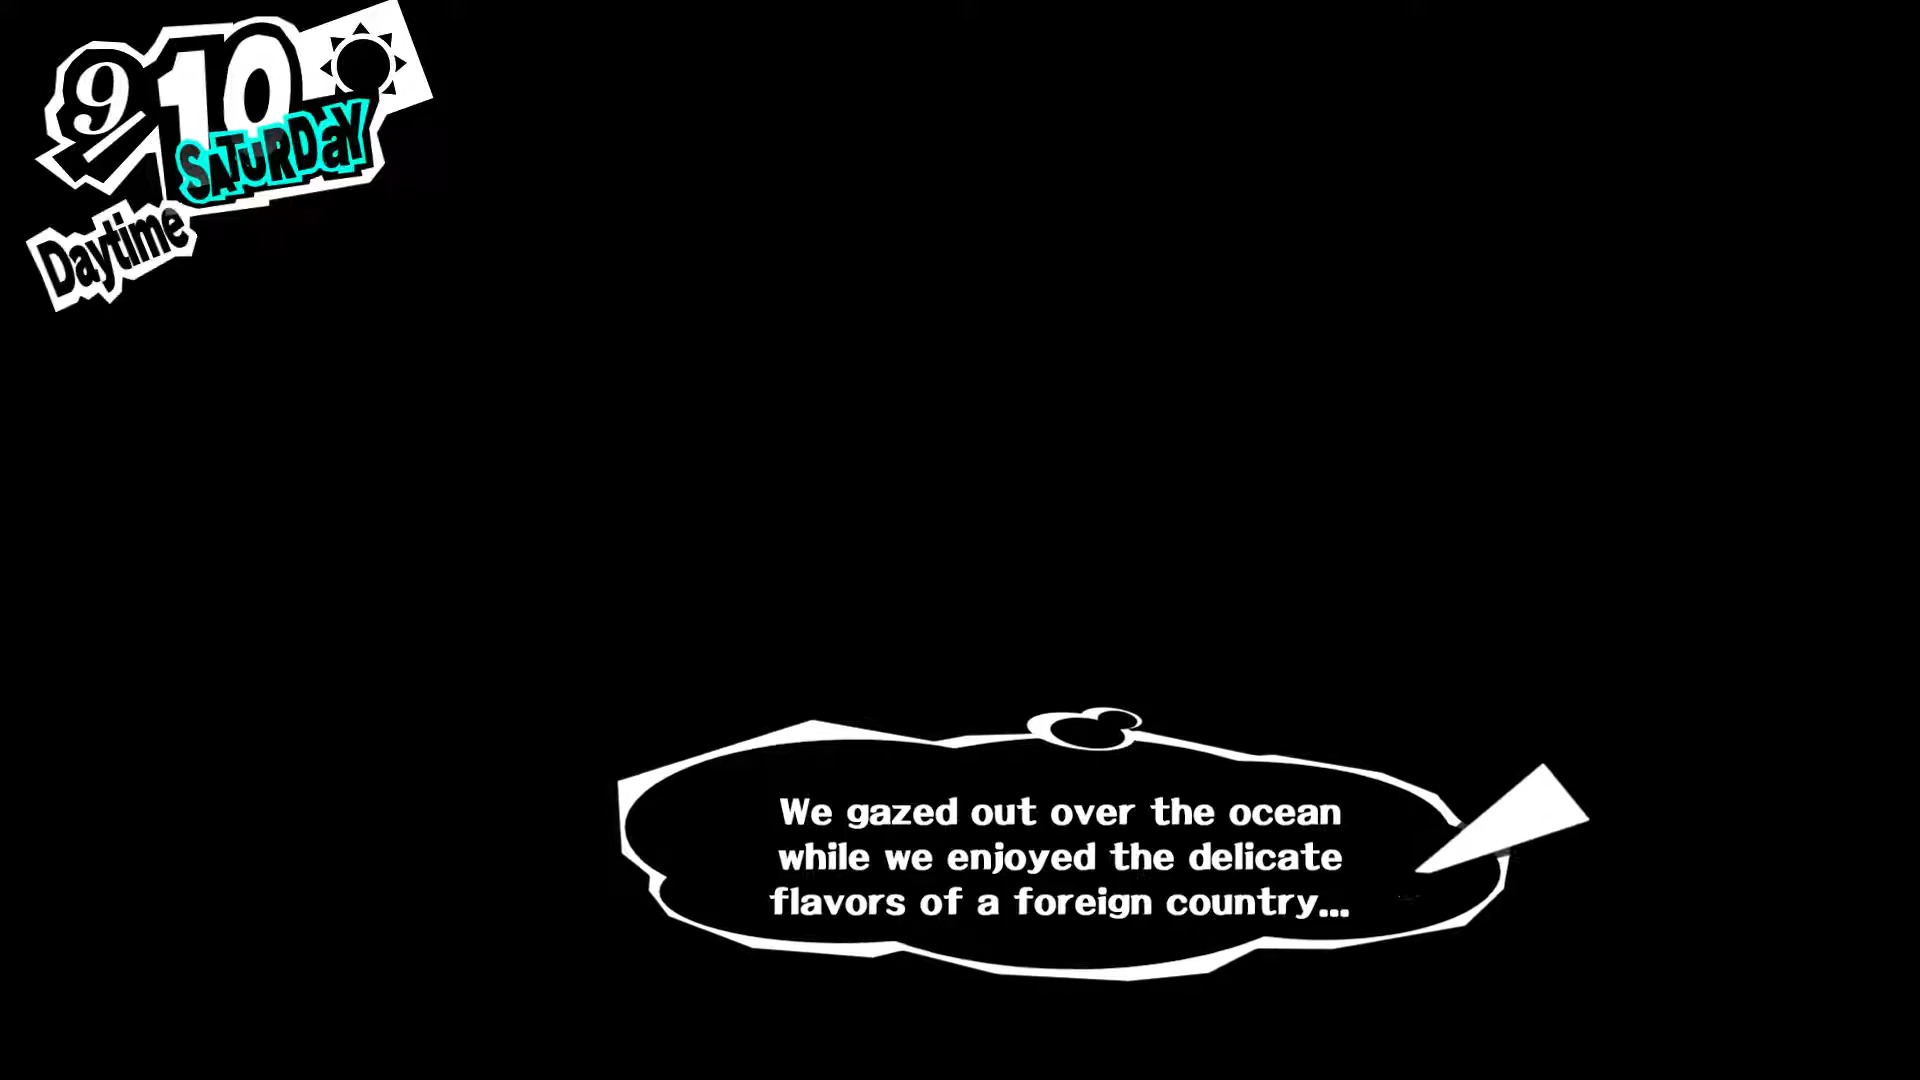 9/10
SATURDaY
Daytime
We gazed out over the ocean
while we enjoyed the delicate
flavors of a foreign country...